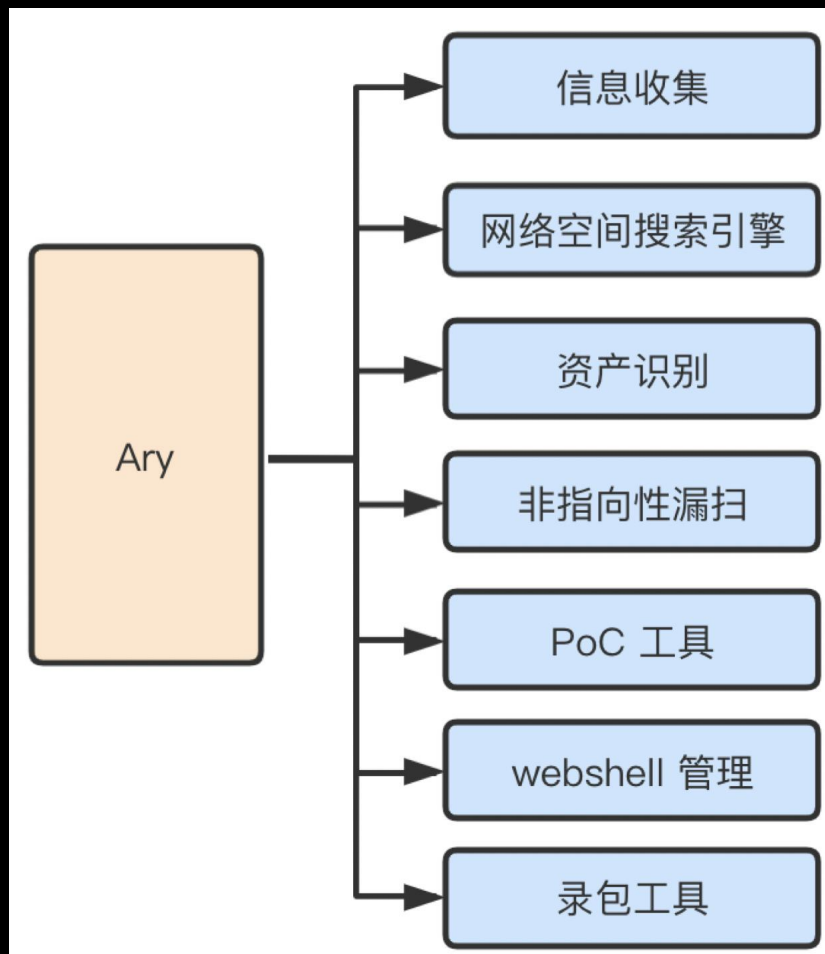 信息收集
网络空间搜索引擎
资产识别
Ary
非指向性漏扫
PoC 工具
webshell 管理
录包工具